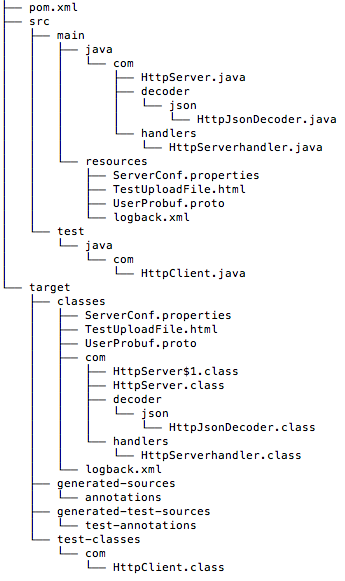 pom.xml
src
main
java
com
HttpServer.java
decoder
json
HttpJsonDecoder.java
handlers
HttpServerhandler.java
resources
ServerConf.properties
TestUploadFile.html
UserProbuf.proto
logback.xml
test
java
com
HttpClient.java
target
classes
ServerConf.properties
TestUploadFile.html
UserProbuf.proto
com
HttpServer$1.class
HttpServer.class
decoder
json
HttpJsonDecoder.class
handlers
HttpServerhandler.class
logback.xml
generated-sources
annotations
generated-test-sources
test-annotations
test-classes
com
HttpClient.class